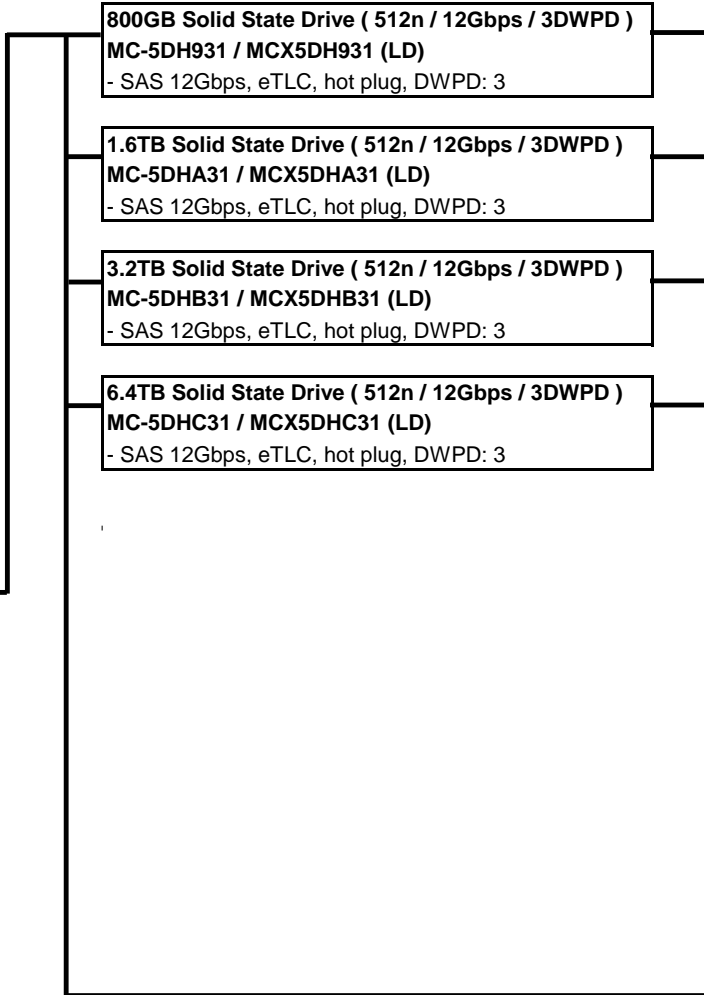 800GB Solid State Drive ( 512n / 12Gbps / 3DWPD )
MC-5DH931 / MCX5DH931 (LD)
- SAS 12Gbps, eTLC, hot plug, DWPD: 3
1.6TB Solid State Drive ( 512n / 12Gbps / 3DWPD )
MC-5DHA31 / MCX5DHA31 (LD)
- SAS 12Gbps, eTLC, hot plug, DWPD: 3
3.2TB Solid State Drive ( 512n / 12Gbps / 3DWPD )
MC-5DHB31 / MCX5DHB31 (LD)
- SAS 12Gbps, eTLC, hot plug, DWPD: 3
6.4TB Solid State Drive ( 512n / 12Gbps / 3DWPD )
MC-5DHC31 / MCX5DHC31 (LD)
- SAS 12Gbps, eTLC, hot plug, DWPD: 3